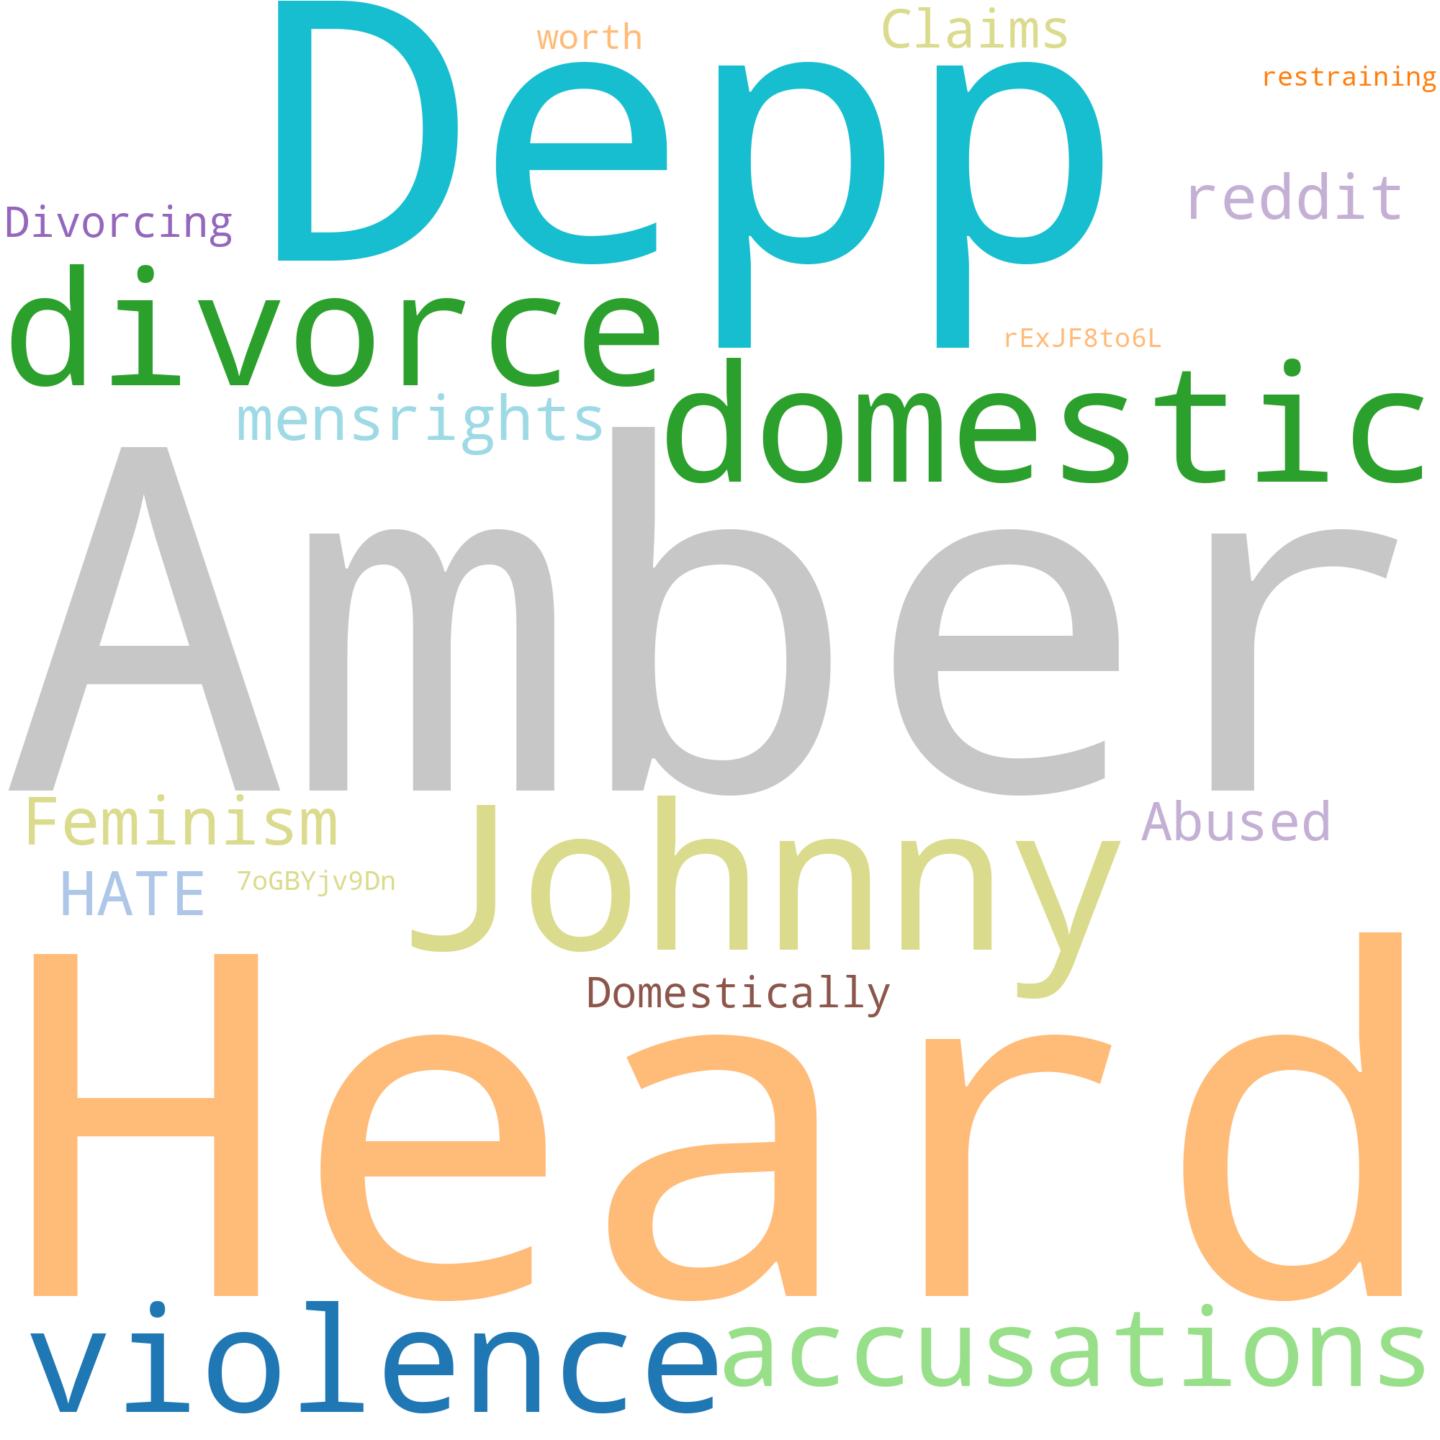 Depp
worth
Claims
restraining
reddit
Divorcing
divorce
rExJF8to6L
domestic
mensrights
Amber
Feminism
Johnny
Abused
HATE
7oGBYjv9Dn
Domestically
Heard
violence
accusations